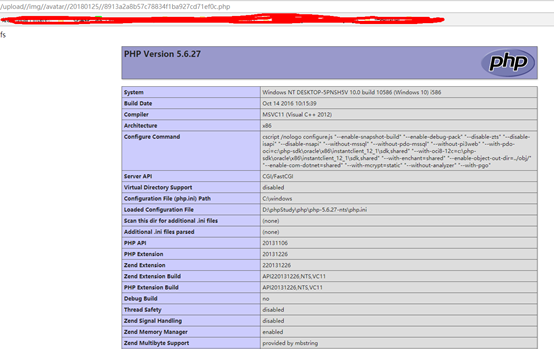 /upload//img//avatar//20180125//8913a2a6b57c78834f1ba927cd71ef0c.php
fs
PHP Version 5.6.27
php
System Windows NT DESKTOP-5PNSH5V 10.0 build 10586 (Windows 10) i586
Build Date Oct 14 2016 10:15:39
Compiler MSVC11 (Visual C++ 2012)
Architecture x86
Configure Command cscript /nologo configure.js "--enable-snapshot-build" "--enable-debug-pack" "--disable-zts" "--disable-
isapi" "--disable-nsapi" "--without-mssql" "--without-pdo-mssql" "--without-pi3web" "--with-pdo-
oci=c:\php-sdk\oracle\x86\instantclient_12_1\sdk,shared" "--with-oci8-12c=c:\php-
sdk\oracle\x86\instantclient_12_1\sdk,shared" "--with-enchant=shared" "--enable-object-out-dir=../obj/"
"--enable-com-dotnet=shared" "--with-mcrypt=static" "--without-analyzer" "--with-pgo"
Server API CGI/FastCGI
Virtual Directory Support disabled
Configuration File (php.ini) Path C:\windows
Loaded Configuration File D:\phpStudy\php\php-5.6.27-nts\php.ini
Scan this dir for additional .ini files (none)
Additional .ini files parsed (none)
PHP API 20131106
PHP Extension 20131226
Zend Extension 220131226
Zend Extension Build API220131226,NTS,VC11
PHP Extension Build API20131226,NTS,VC11
Debug Build no
Thread Safety disabled
Zend Signal Handling disabled
Zend Memory Manager enabled
Zend Multibyte Support provided by mbstring